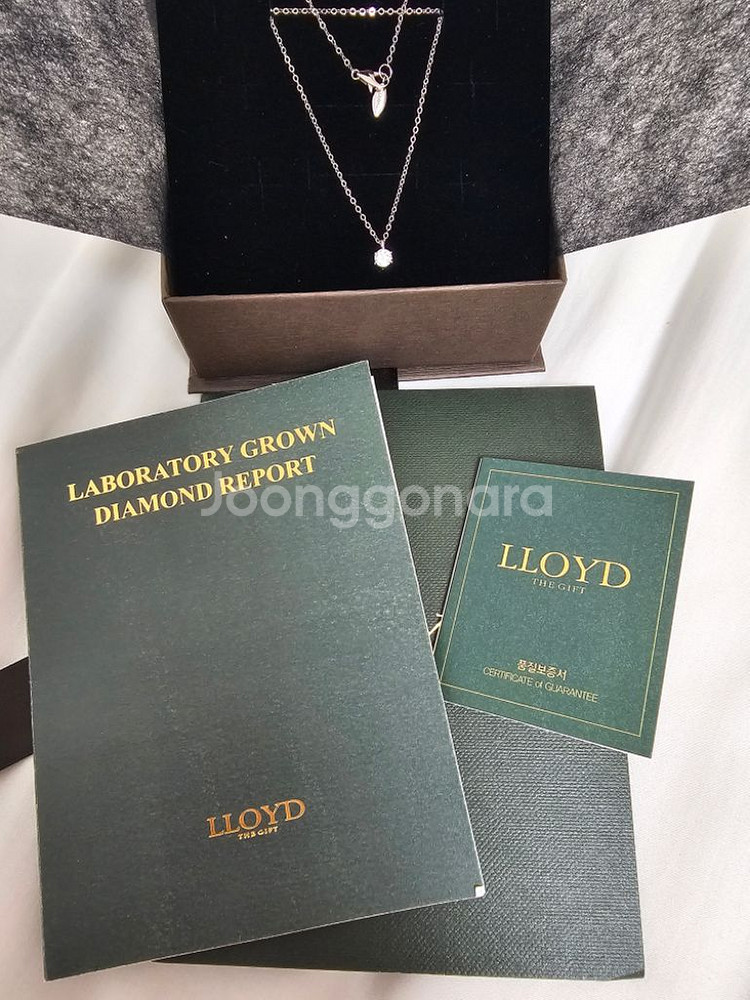 LABORATORY GROWN
DIAMOND REPORT
Joonggonara
LLOYD
THE GIFT
품질보증서
CERTIFICATE of GUARANTEE
LLOYD
THE GIFT